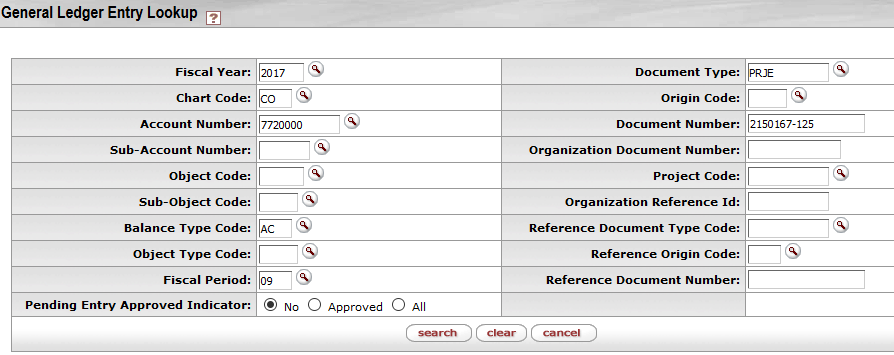 General Ledger Entry Lookup ?
Fiscal Year: 2017 Document Type: PRJE
Chart Code: CO Origin Code:
Account Number: 7720000 Document Number: 2150167-125
Sub-Account Number: Organization Document Number:
Object Code: Project Code:
Sub-Object Code: Organization Reference Id:
Balance Type Code: AC Reference Document Type Code:
Object Type Code: Reference Origin Code:
Fiscal Period: 09 Reference Document Number:
Pending Entry Approved Indicator: No Approved All
search clear cancel